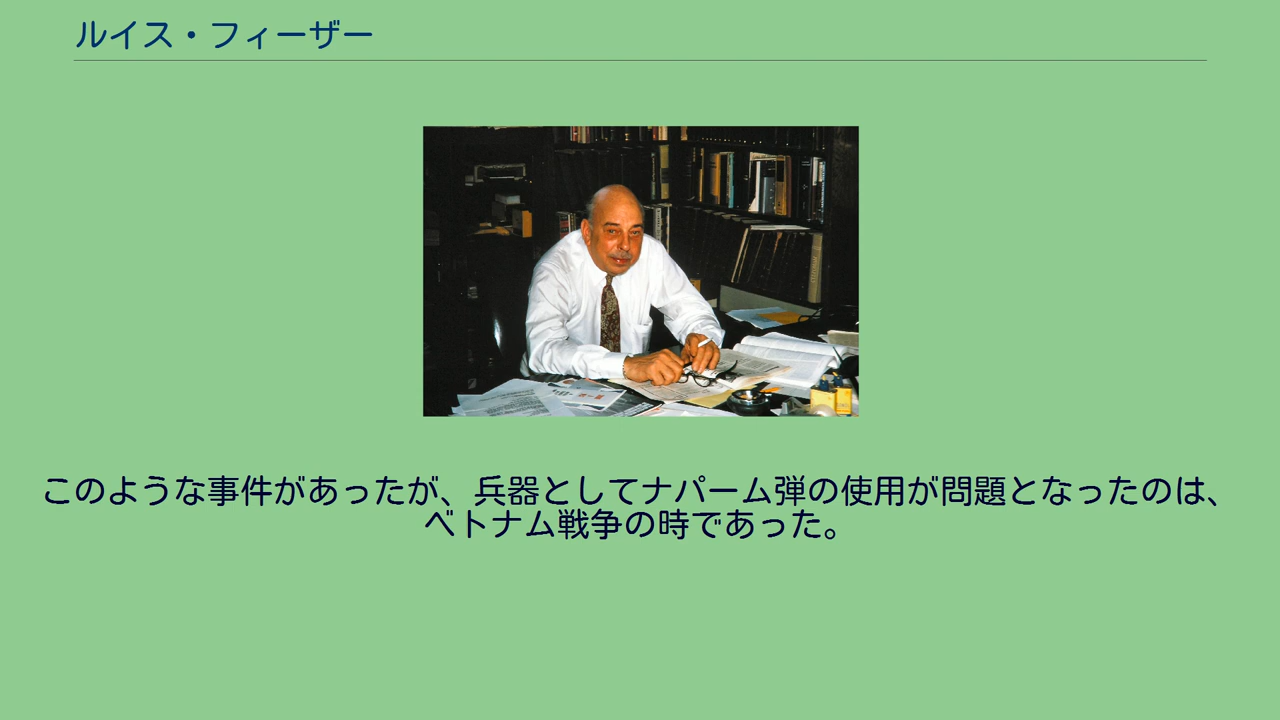 ルイス・フィーザー
このような事件があったが、兵器としてナパーム弾の使用が問題となったのは、
ベトナム戦争の時であった。